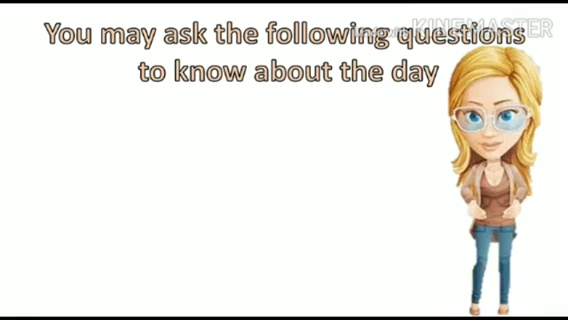 You may ask the following questions
to know about the day
KINEMASTER